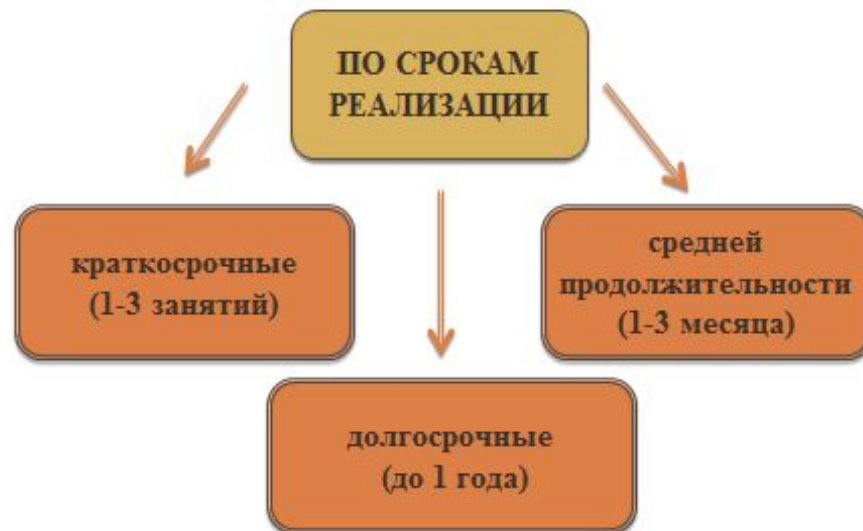 ПО СРОКАМ
РЕАЛИЗАЦИИ
краткосрочные
(1-3 занятий)
средней
продолжительности
(1-3 месяца)
долгосрочные
(до 1 года)